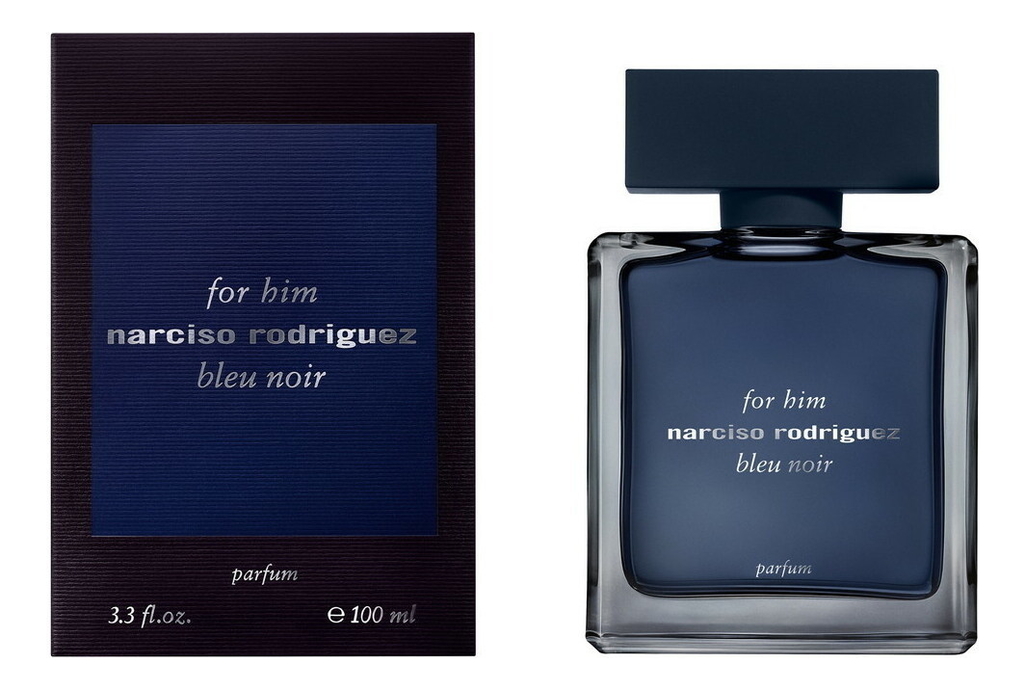 for him
narciso rodriguez
bleu noir
parfum
3.3 fl.oz. ℮ 100 ml
for him
narciso rodriguez
bleu noir
parfum